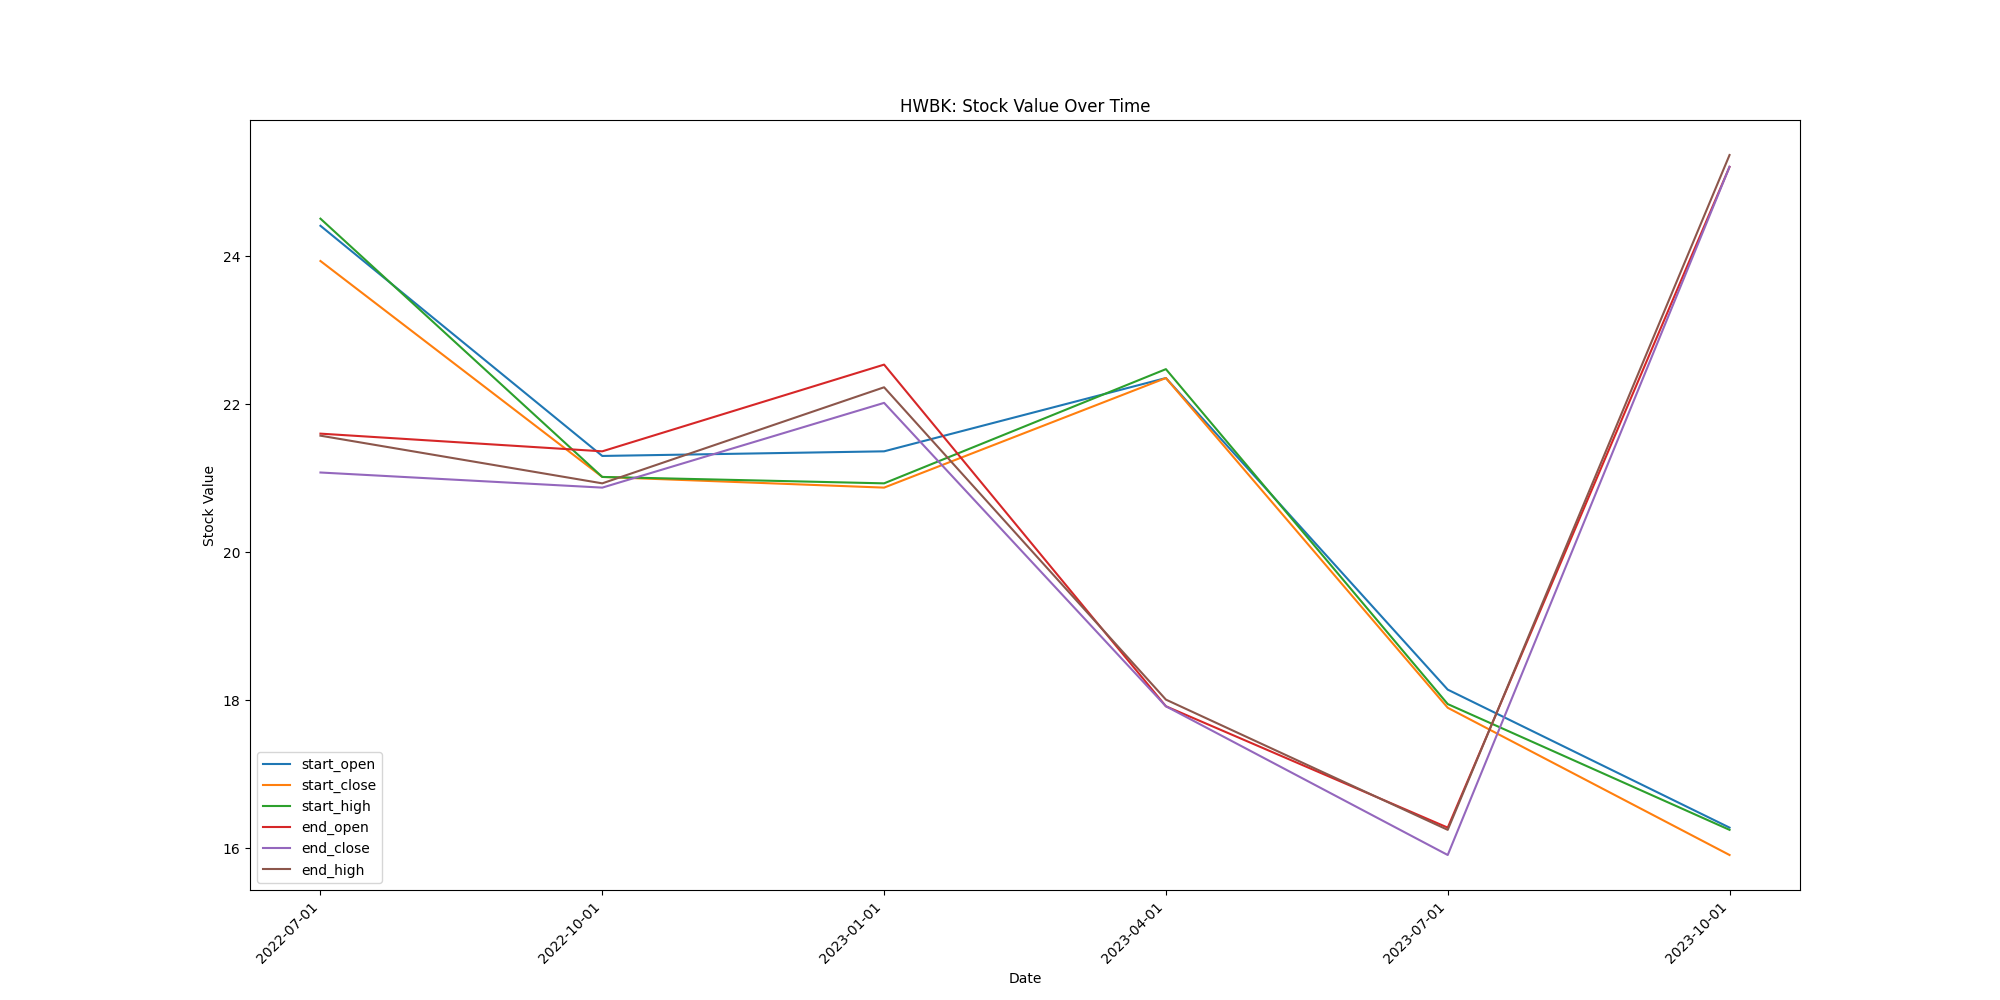 HWBK: Stock Value Over Time
Stock Value
24
22
20
18
16
start_open
start_close
start_high
end_open
end_close
end_high
2022-07-01
2022-10-01
2023-01-01
2023-04-01
2023-07-01
2023-10-01
Date